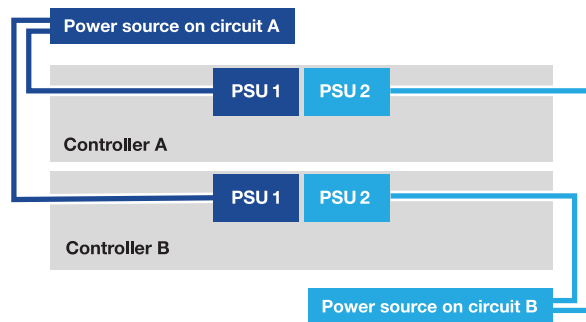 Power source on circuit A
PSU 1
PSU 2
Controller A
PSU 1
PSU 2
Controller B
Power source on circuit B